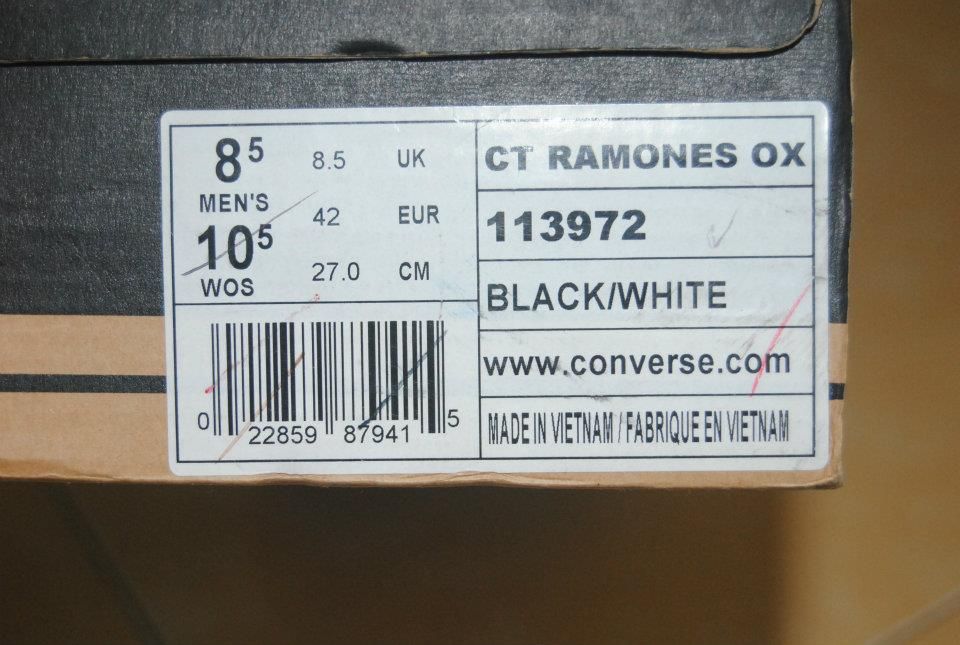 8⁵ 8.5 UK
MEN'S
42 EUR
10⁵
27.0 CM
WOS
0 22859 87941 5
CT RAMONES OX
113972
BLACK/WHITE
www.converse.com
MADE IN VIETNAM / FABRIQUE EN VIETNAM